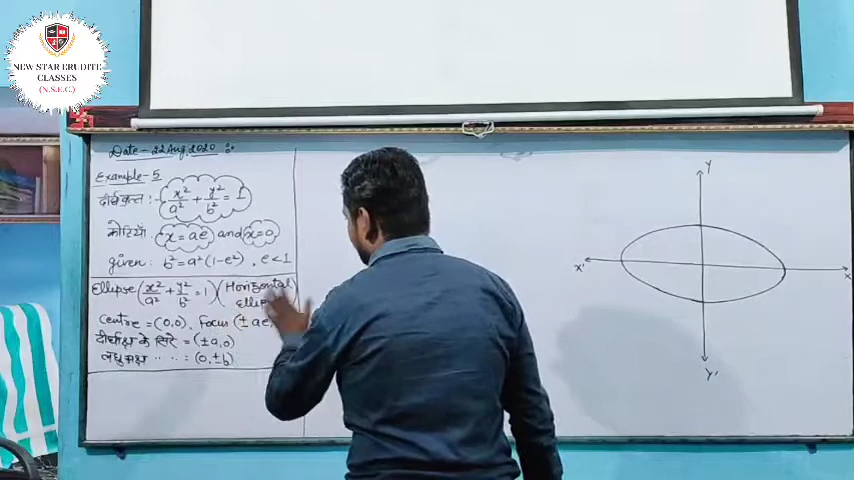 NEW STAR ERUDITE
CLASSES
(N.S.E.C.)
Date - 22 Aug, 2020
Example - 5
दीर्घवृत्त :- x²/a² + y²/b² = 1
कोटियाँ x = ae and x = 0
given: b² = a²(1-e²), e<1
Ellipse (x²/a² + y²/b² = 1) (Horizontal
Ellip
Centre = (0,0), Focus (± ae,
दीर्घाक्ष के सिरे = (± a, 0)
लघु अक्ष ·· ·· : (0, ± b)
Y
X' X
Y'